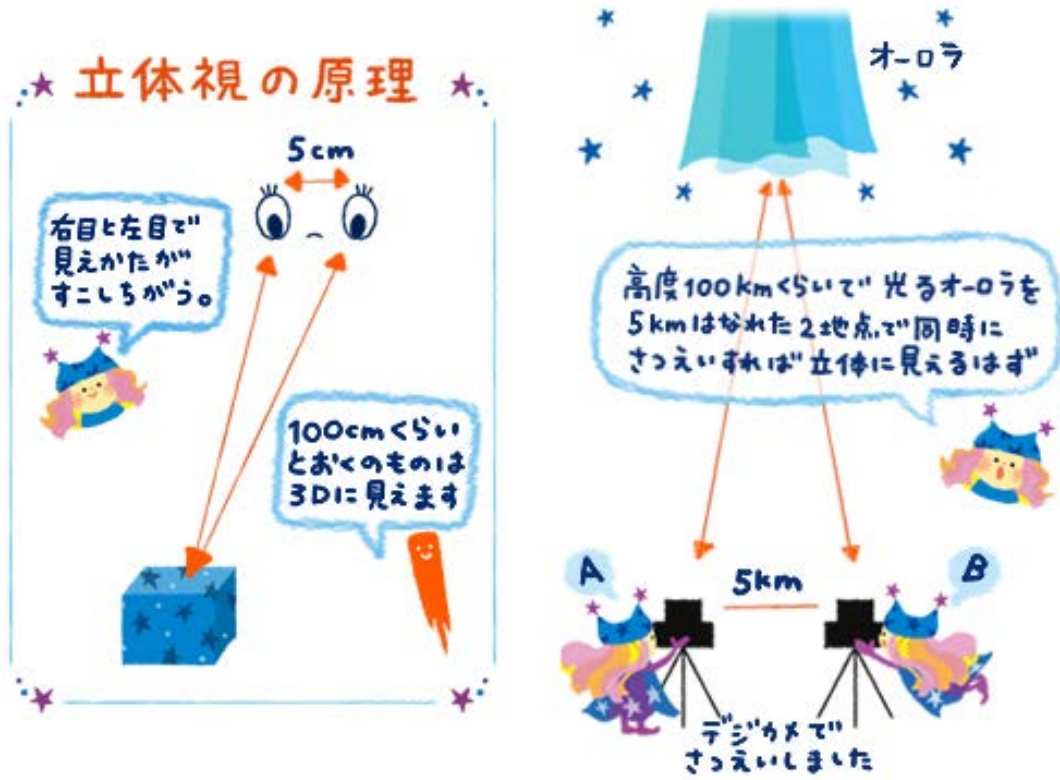 立体視の原理
5cm
右目と左目で
見えかたが
すこしちがう。
100cmくらい
とおくのものは
3Dに見えます
オーロラ
高度100kmくらいで光るオーロラを
5kmはなれた2地点で同時に
さつえいすれば立体に見えるはず
A
5km
B
デジカメで
さつえいしました